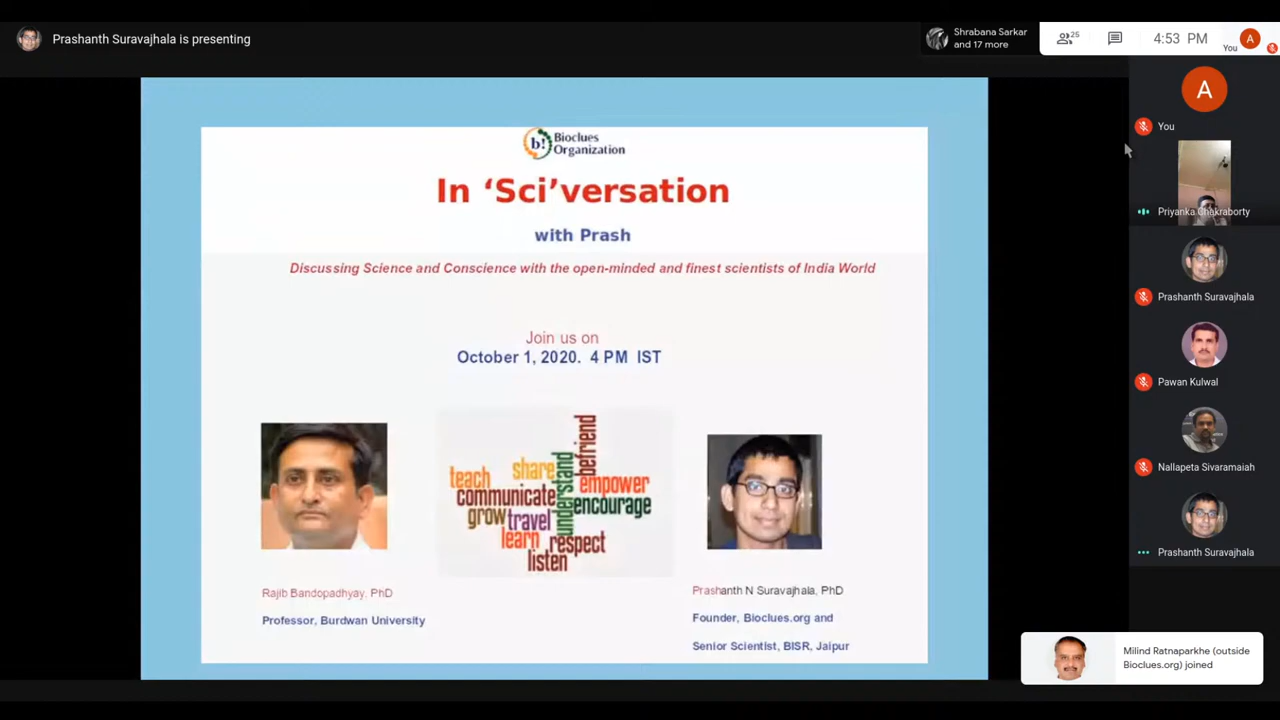 Prashanth Suravajhala is presenting
Shrabana Sarkar
and 17 more
25
4:53 PM
You
A
A
You
Priyanka Chakraborty
Prashanth Suravajhala
Pawan Kulwal
Nallapeta Sivaramaiah
Prashanth Suravajhala
Milind Ratnaparkhe (outside
Bioclues.org) joined
b! Bioclues
Organization
In ‘Sci’versation
with Prash
Discussing Science and Conscience with the open-minded and finest scientists of India World
Join us on
October 1, 2020. 4 PM IST
teach
share
understand
befriend
communicate
empower
encourage
grow
travel
learn
respect
listen
Rajib Bandopadhyay, PhD
Professor, Burdwan University
Prashanth N Suravajhala, PhD
Founder, Bioclues.org and
Senior Scientist, BISR, Jaipur